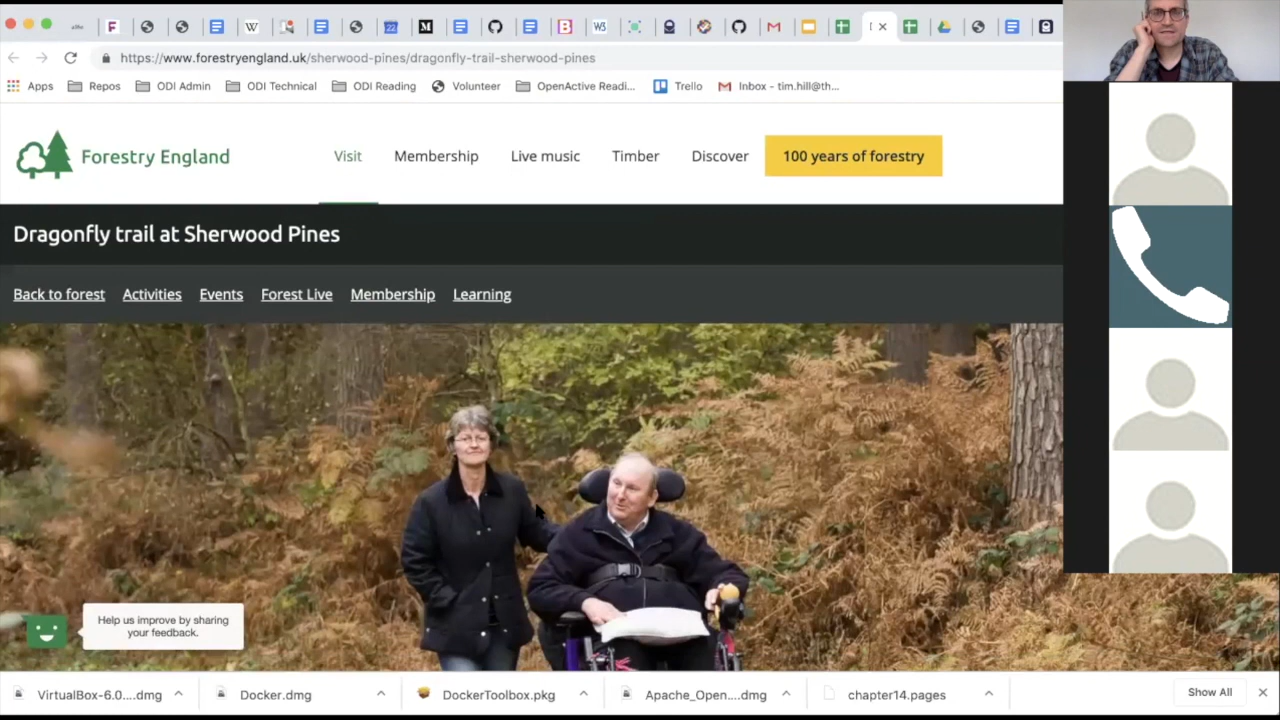 22
M
W
B
W3
https://www.forestryengland.uk/sherwood-pines/dragonfly-trail-sherwood-pines
Apps Repos ODI Admin ODI Technical ODI Reading Volunteer OpenActive Readi... Trello Inbox - tim.hill@th...
Forestry England Visit Membership Live music Timber Discover 100 years of forestry
Dragonfly trail at Sherwood Pines
Back to forest Activities Events Forest Live Membership Learning
Help us improve by sharing
your feedback.
VirtualBox-6.0....dmg Docker.dmg DockerToolbox.pkg Apache_Open....dmg chapter14.pages Show All